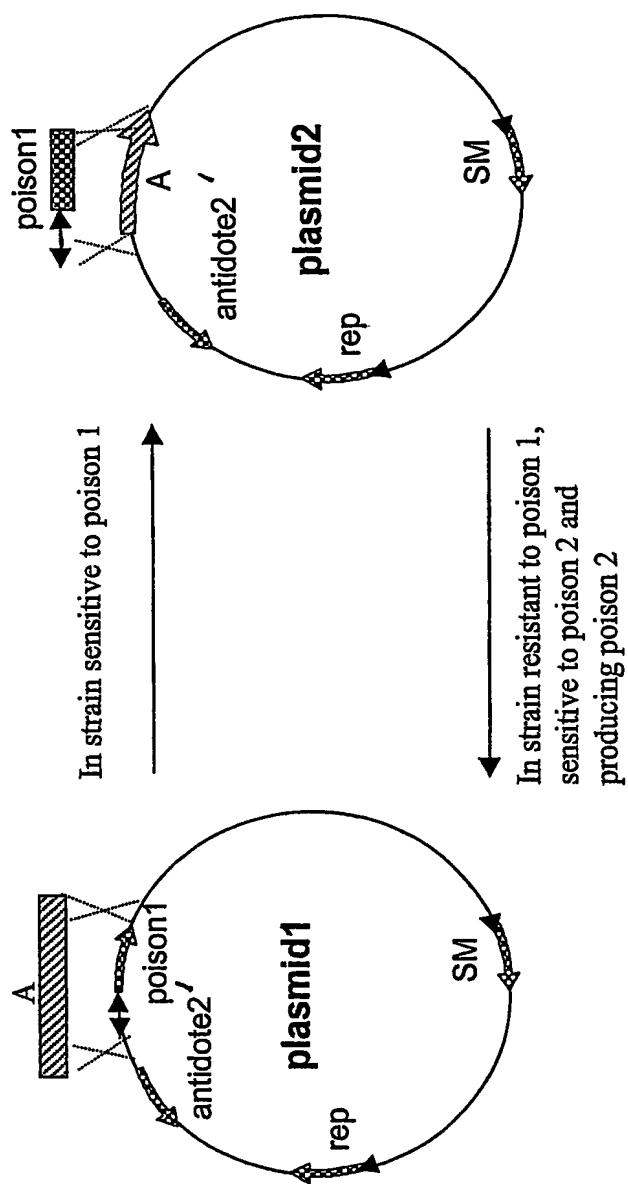 A
poison1
antidote2'
plasmid1
rep
SM
In strain sensitive to poison 1
In strain resistant to poison 1,
sensitive to poison 2 and
producing poison 2
poison1
A
antidote2'
plasmid2
rep
SM